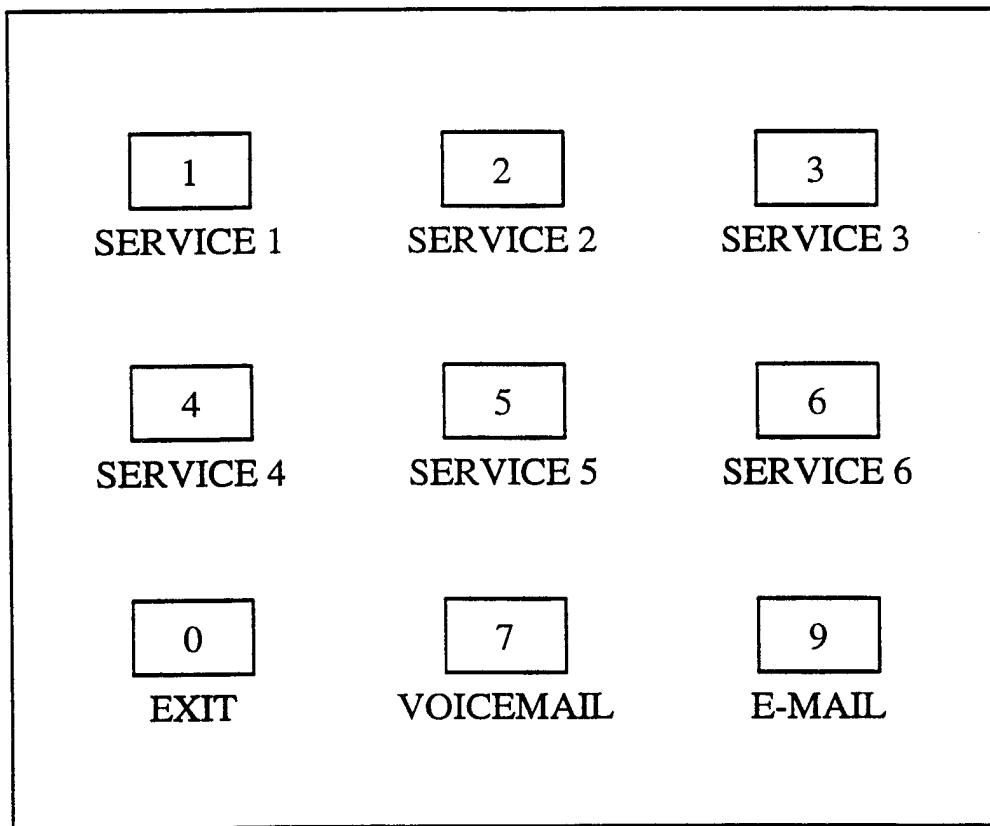 1 2 3
SERVICE 1 SERVICE 2 SERVICE 3
4 5 6
SERVICE 4 SERVICE 5 SERVICE 6
0 7 9
EXIT VOICEMAIL E-MAIL